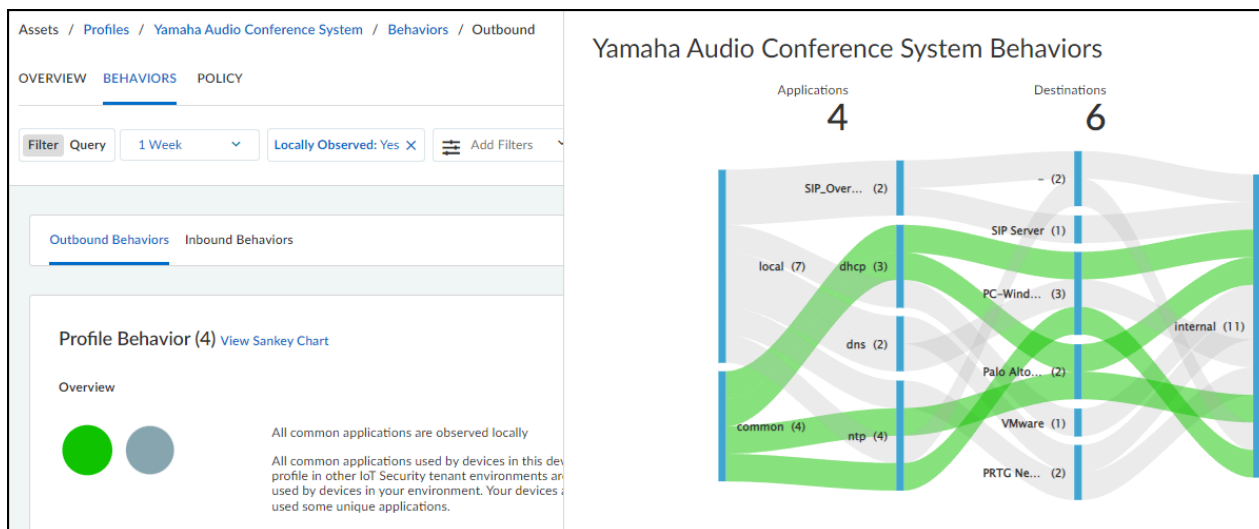 Assets / Profiles / Yamaha Audio Conference System / Behaviors / Outbound
OVERVIEW BEHAVIORS POLICY
Filter Query 1 Week Locally Observed: Yes Add Filters
Outbound Behaviors Inbound Behaviors
Profile Behavior (4) View Sankey Chart
Overview
All common applications are observed locally
All common applications used by devices in this dev
profile in other IoT Security tenant environments are
used by devices in your environment. Your devices a
used some unique applications.
Yamaha Audio Conference System Behaviors
Applications
4
Destinations
6
local (7)
common (4)
SIP_Over... (2)
dhcp (3)
dns (2)
ntp (4)
– (2)
SIP Server (1)
PC-Wind... (3)
Palo Alto... (2)
VMware (1)
PRTG Ne... (2)
internal (11)